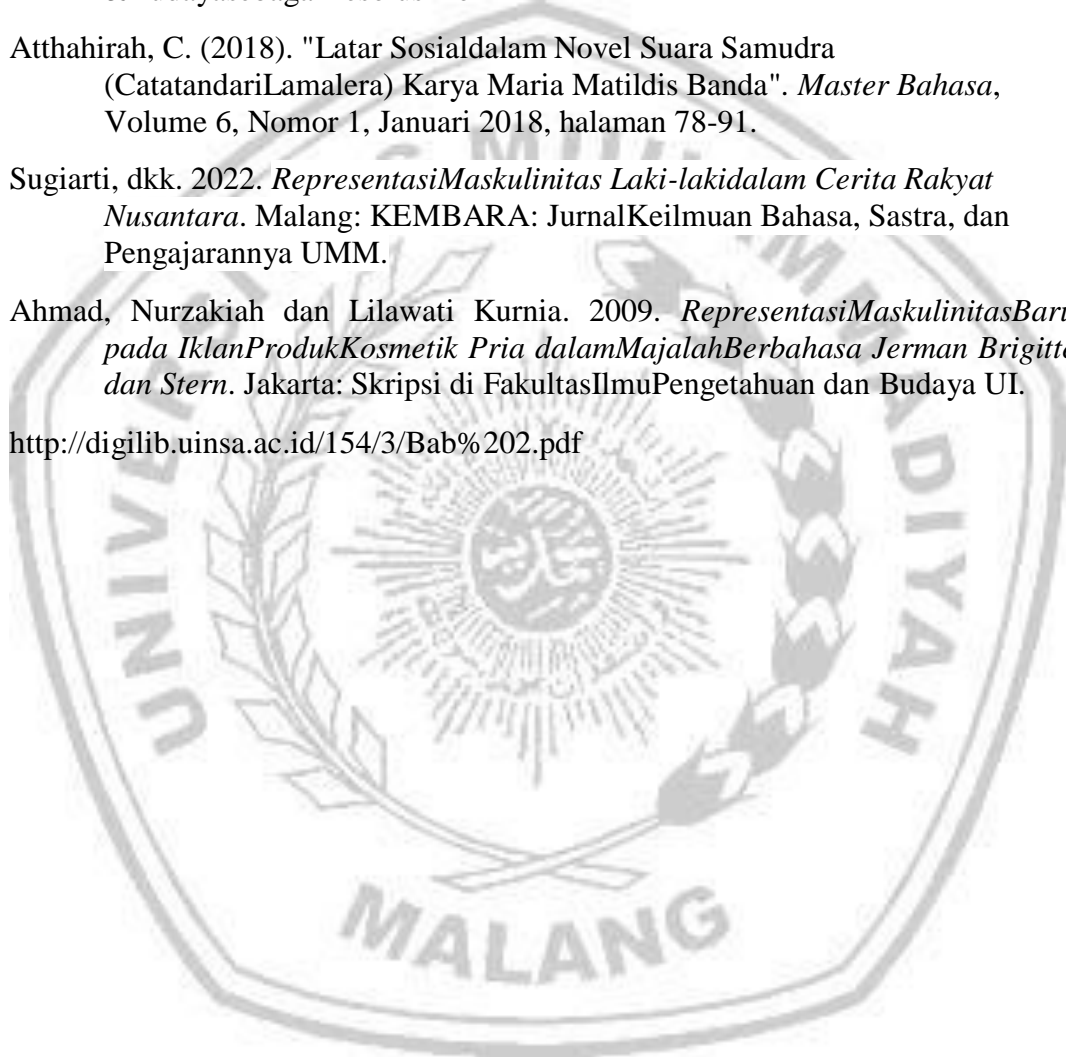 Atthahirah, C. (2018). "Latar Sosialdalam Novel Suara Samudra
(CatatandariLamalera) Karya Maria Matildis Banda". Master Bahasa,
Volume 6, Nomor 1, Januari 2018, halaman 78-91.
Sugiarti, dkk. 2022. RepresentasiMaskulinitas Laki-lakidalam Cerita Rakyat
Nusantara. Malang: KEMBARA: JurnalKeilmuan Bahasa, Sastra, dan
Pengajarannya UMM.
Ahmad, Nurzakiah dan Lilawati Kurnia. 2009. RepresentasiMaskulinitasBaru
pada IklanProdukKosmetik Pria dalamMajalahBerbahasa Jerman Brigitte
dan Stern. Jakarta: Skripsi di FakultasIlmuPengetahuan dan Budaya UI.
http://digilib.uinsa.ac.id/154/3/Bab%202.pdf
MALANG